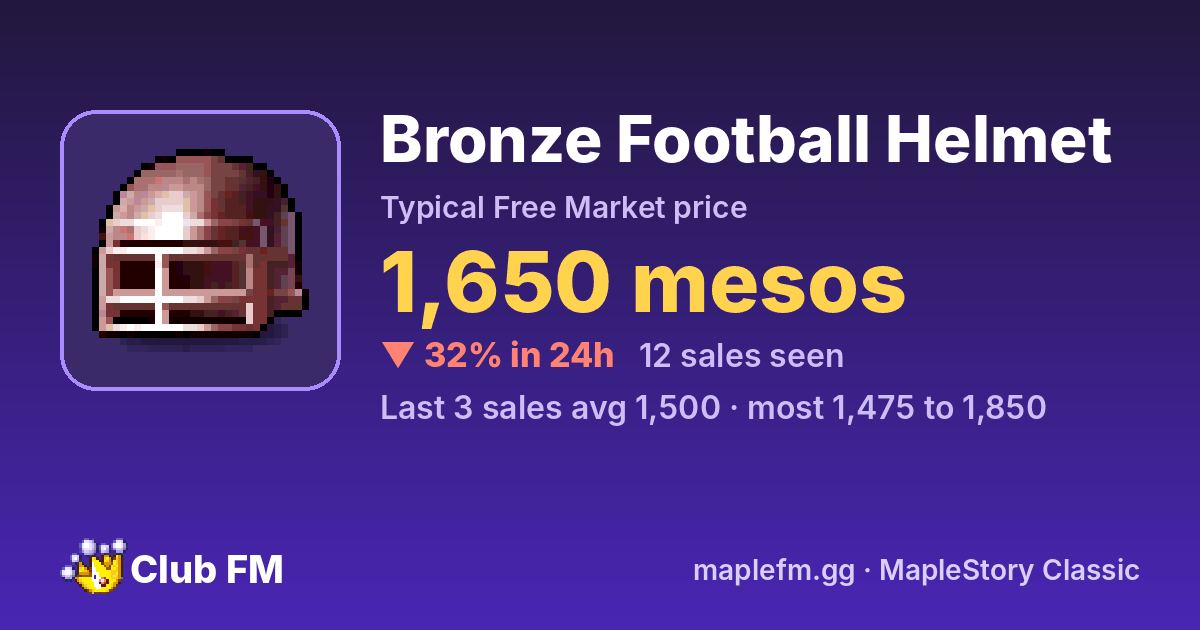 Bronze Football Helmet
Typical Free Market price
1,650 mesos
▼ 32% in 24h 12 sales seen
Last 3 sales avg 1,500 · most 1,475 to 1,850
Club FM
maplefm.gg · MapleStory Classic